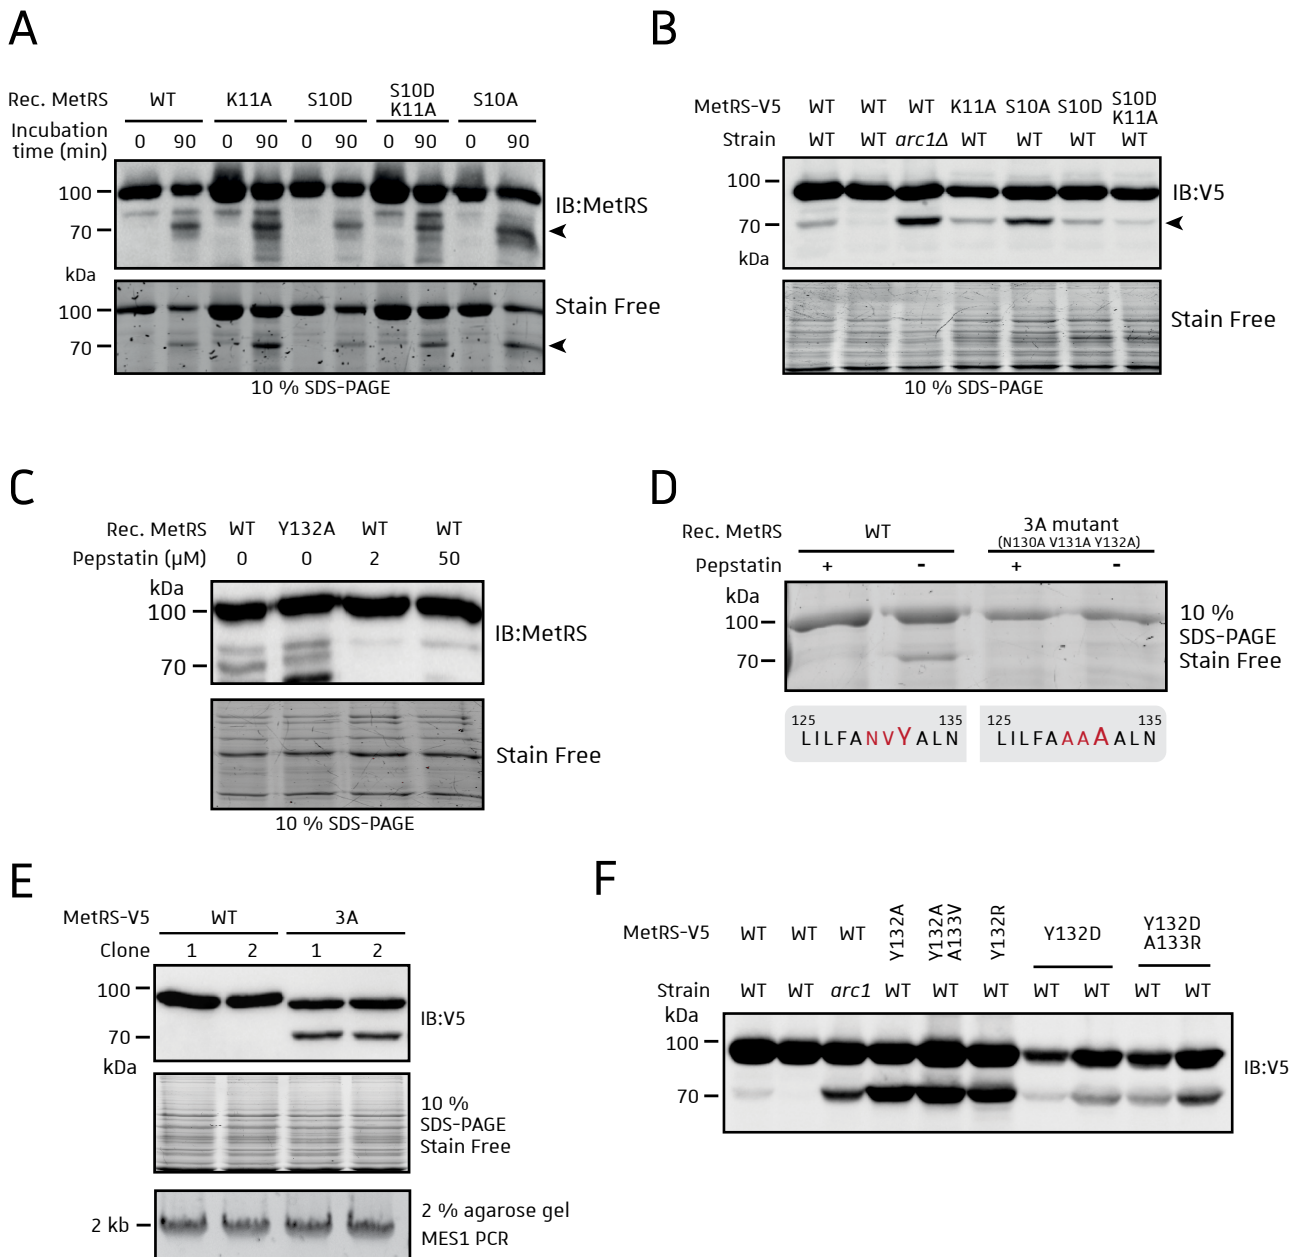 A
Rec. MetRS WT K11A S10D S10D K11A S10A
Incubation time (min) 0 90 0 90 0 90 0 90 0 90
100
70
kDa
IB:MetRS
100
70
Stain Free
10 % SDS-PAGE
B
MetRS-V5 WT WT WT K11A S10A S10D S10D K11A
Strain WT WT arc1Δ WT WT WT WT
100
70
kDa
IB:V5
Stain Free
10 % SDS-PAGE
C
Rec. MetRS WT Y132A WT WT
Pepstatin (µM) 0 0 2 50
kDa
100
70
IB:MetRS
Stain Free
10 % SDS-PAGE
D
Rec. MetRS WT 3A mutant
(N130A V131A Y132A)
Pepstatin + - + -
kDa
100
70
10 %
SDS-PAGE
Stain Free
125 135 125 135
LILFANVYALN LILFAAAAALN
E
MetRS-V5 WT 3A
Clone 1 2 1 2
100
70
kDa
IB:V5
10 %
SDS-PAGE
Stain Free
2 kb
2 % agarose gel
MES1 PCR
F
MetRS-V5 WT WT WT Y132A Y132A A133V Y132R Y132D Y132D A133R
Strain WT WT arc1 WT WT WT WT WT WT WT
kDa
100
70
IB:V5